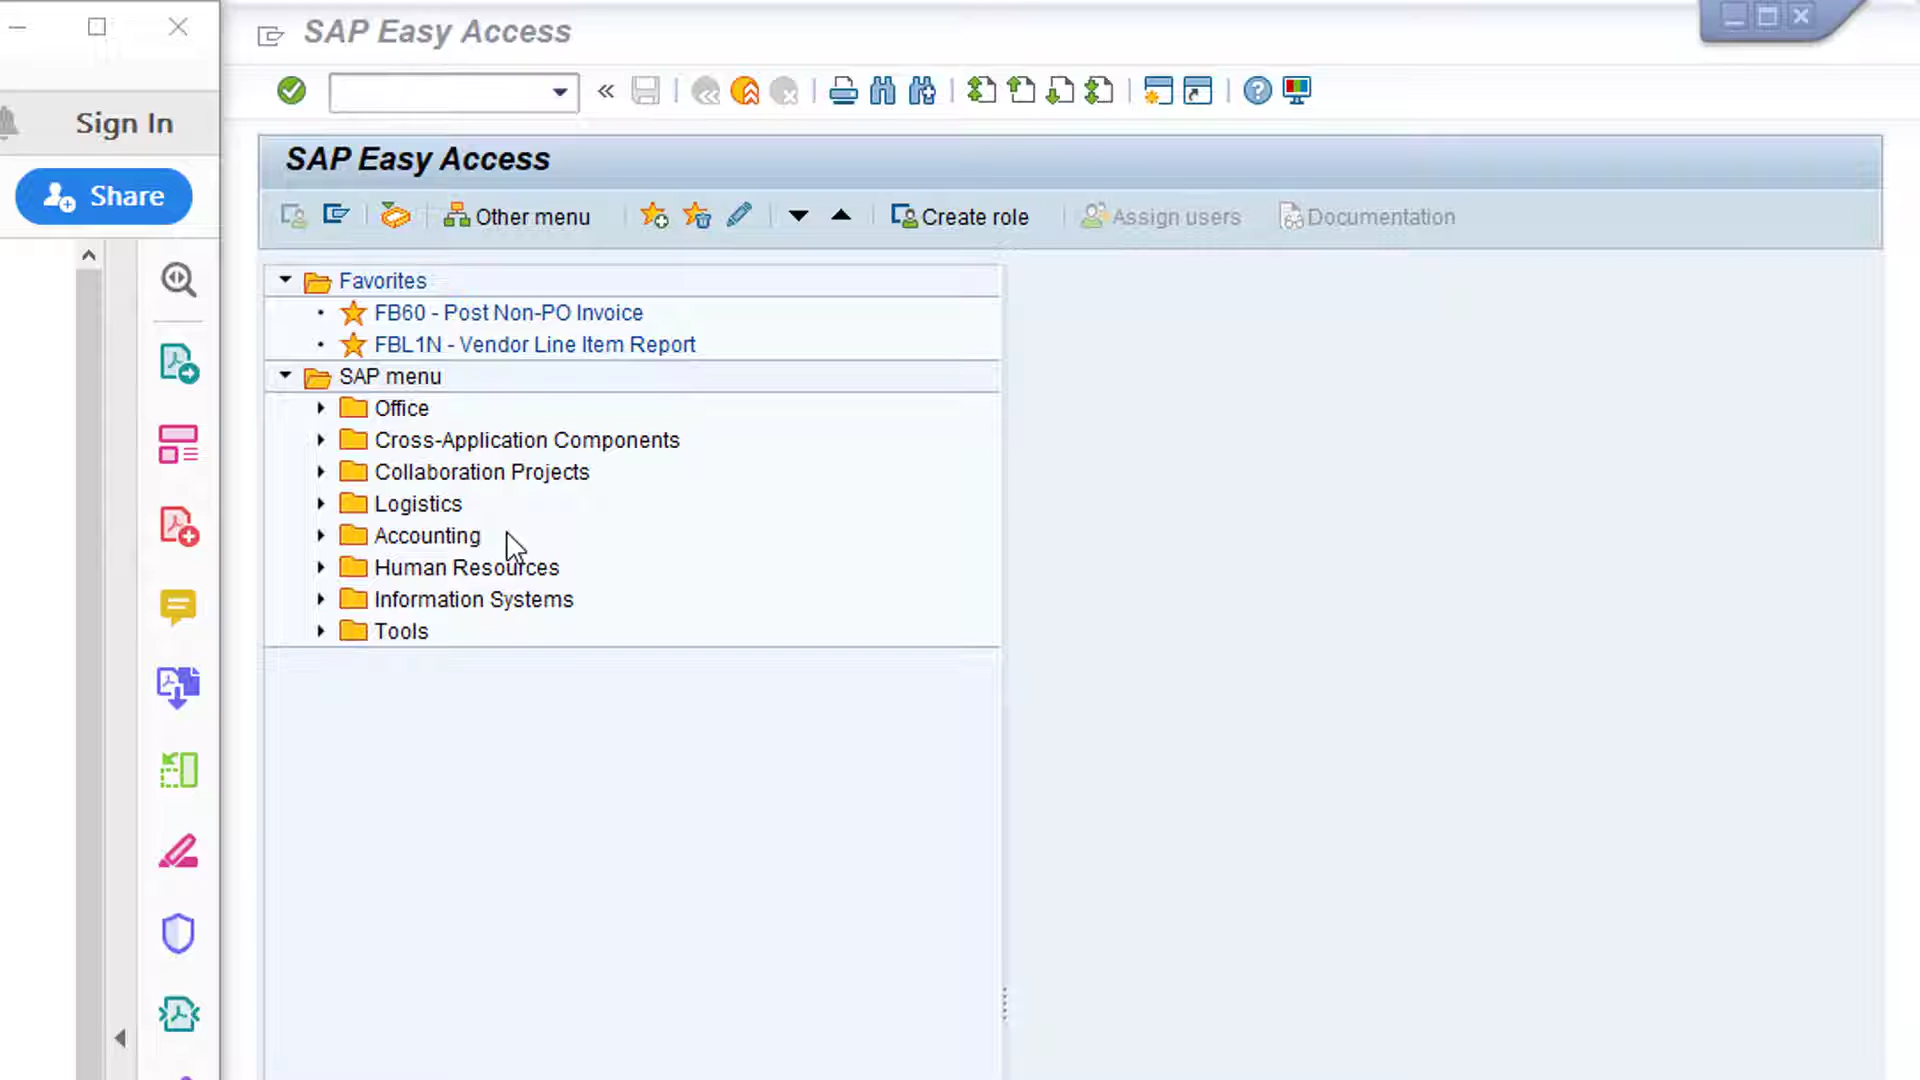 SAP Easy Access
Sign In
Share
SAP Easy Access
Other menu
Create role
Assign users
Documentation
Favorites
FB60 - Post Non-PO Invoice
FBL1N - Vendor Line Item Report
SAP menu
Office
Cross-Application Components
Collaboration Projects
Logistics
Accounting
Human Resources
Information Systems
Tools